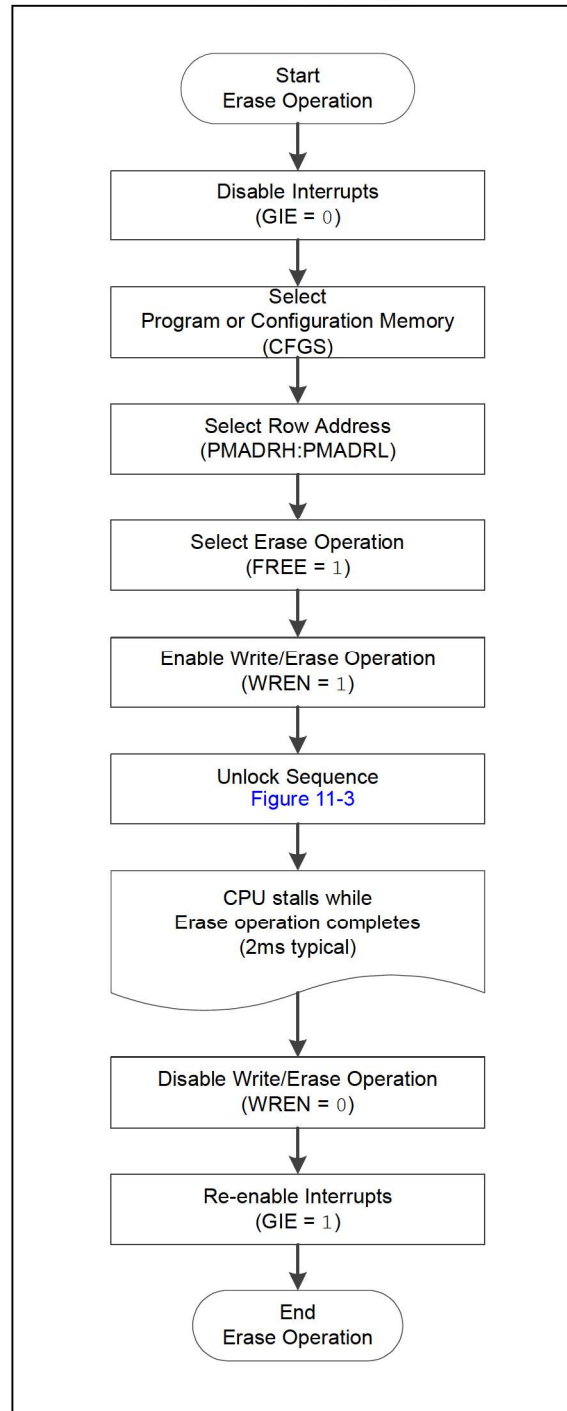 Start
Erase Operation
Disable Interrupts
(GIE = 0)
Select
Program or Configuration Memory
(CFGS)
Select Row Address
(PMADRH:PMADRL)
Select Erase Operation
(FREE = 1)
Enable Write/Erase Operation
(WREN = 1)
Unlock Sequence
Figure 11-3
CPU stalls while
Erase operation completes
(2ms typical)
Disable Write/Erase Operation
(WREN = 0)
Re-enable Interrupts
(GIE = 1)
End
Erase Operation